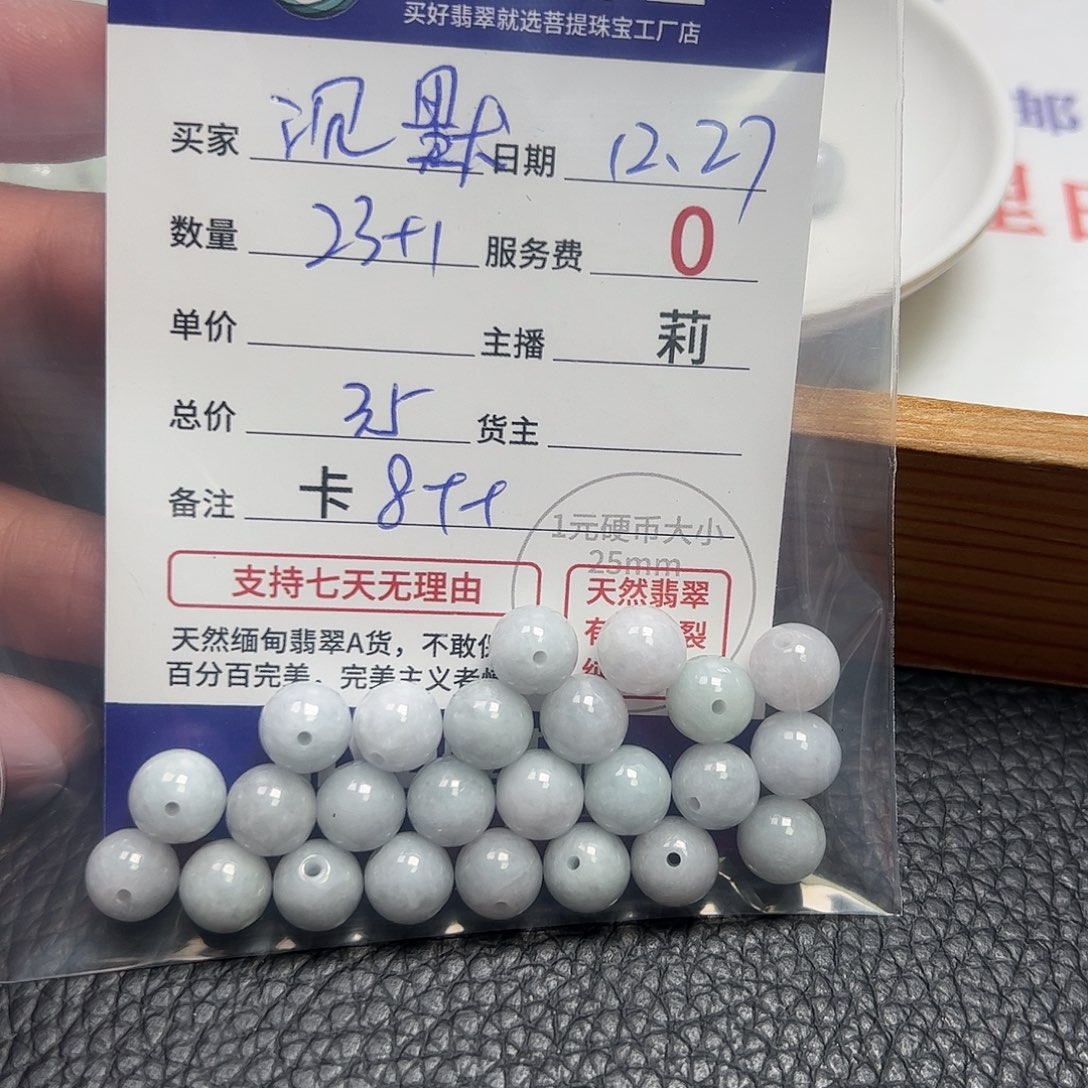 买好翡翠就选菩提珠宝工厂店
买家 沉默 日期 12、27
数量 23+1 服务费 0
单价 主播 莉
总价 35 货主
备注 卡 8++
1元硬币大小
25mm
支持七天无理由
天然翡翠
有 裂
天然缅甸翡翠A货，不敢
百分百完美，完美主义者
邮